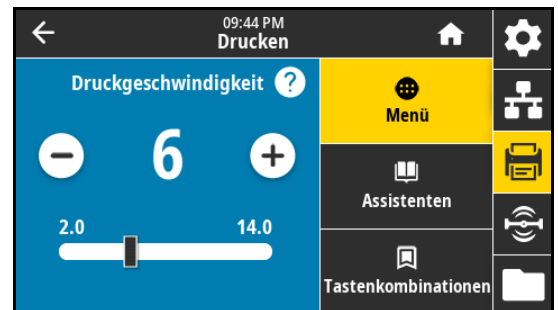 09:44 PM
Drucken
Druckgeschwindigkeit ?
6
2.0 14.0
Menü
Assistenten
Tastenkombinationen